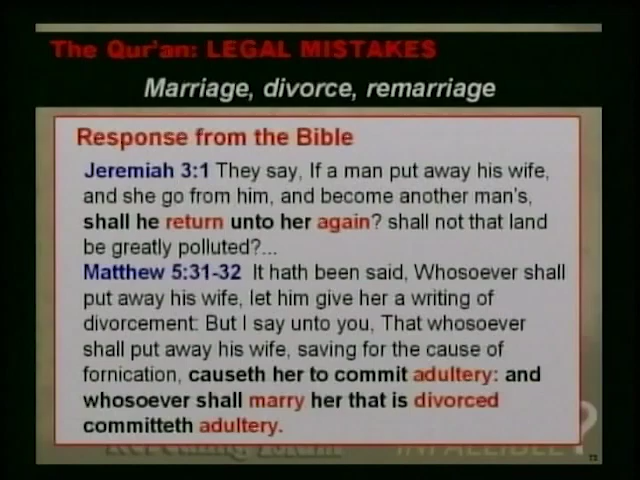 The Qur'an: LEGAL MISTAKES
Marriage, divorce, remarriage
Response from the Bible
Jeremiah 3:1 They say, If a man put away his wife,
and she go from him, and become another man's,
shall he return unto her again? shall not that land
be greatly polluted?...
Matthew 5:31-32 It hath been said, Whosoever shall
put away his wife, let him give her a writing of
divorcement: But I say unto you, That whosoever
shall put away his wife, saving for the cause of
fornication, causeth her to commit adultery: and
whosoever shall marry her that is divorced
committeth adultery.
INFALLIBLE?